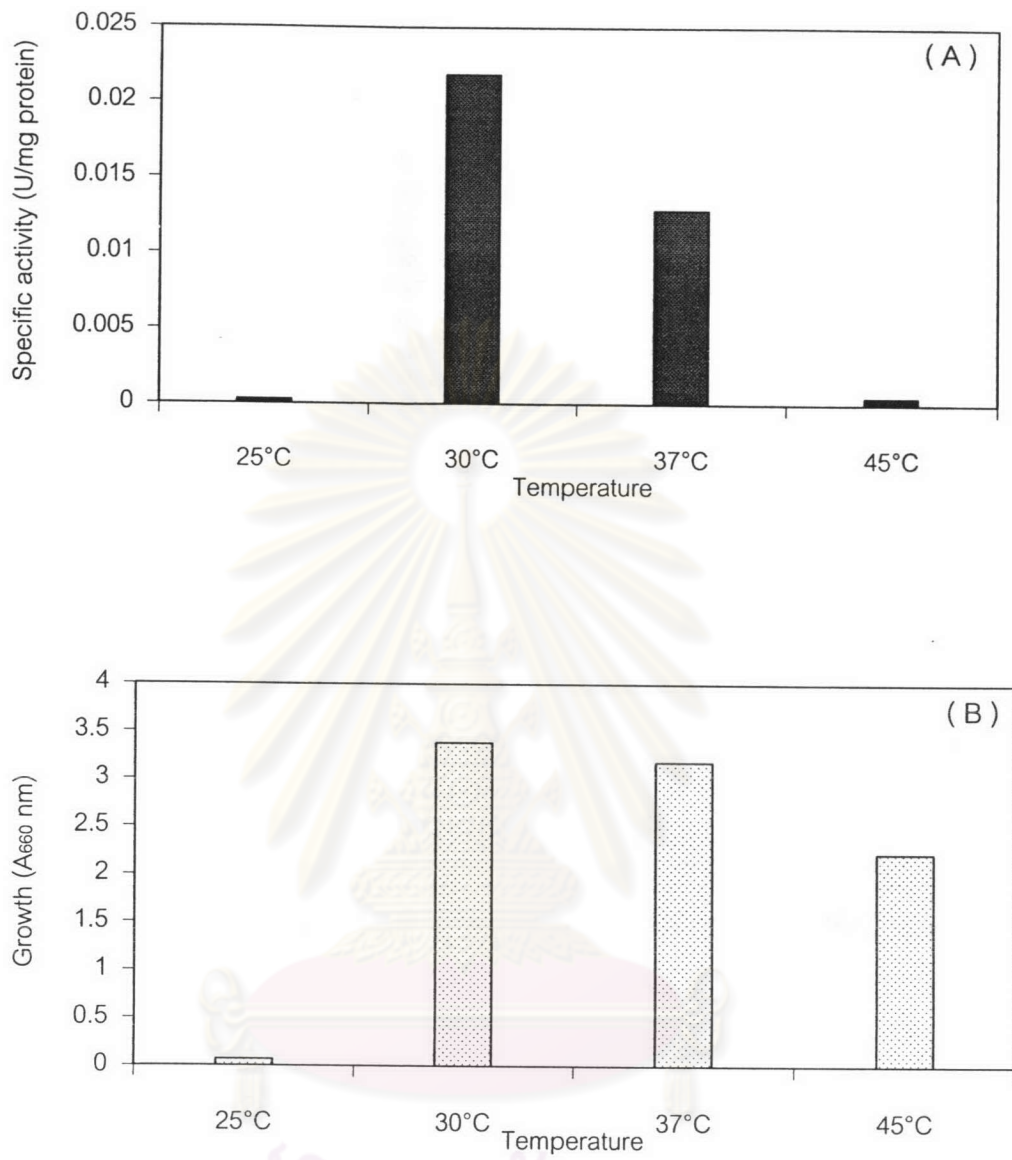 0.025
0.02
0.015
0.01
0.005
0
Specific activity (U/mg protein)
( A )
25°C 30°C 37°C 45°C
Temperature
4
3.5
3
2.5
2
1.5
1
0.5
0
Growth (A660 nm)
( B )
25°C 30°C 37°C 45°C
Temperature